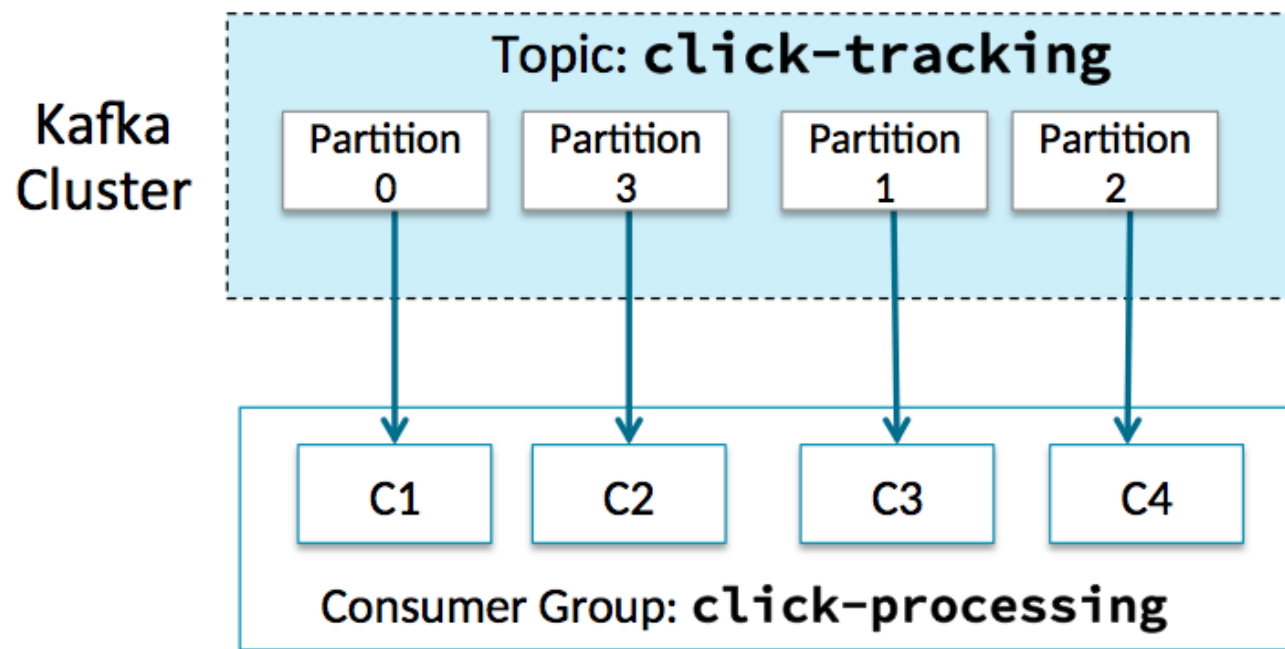 Topic: click-tracking
Kafka
Cluster
Partition
0
Partition
3
Partition
1
Partition
2
C1
C2
C3
C4
Consumer Group: click-processing